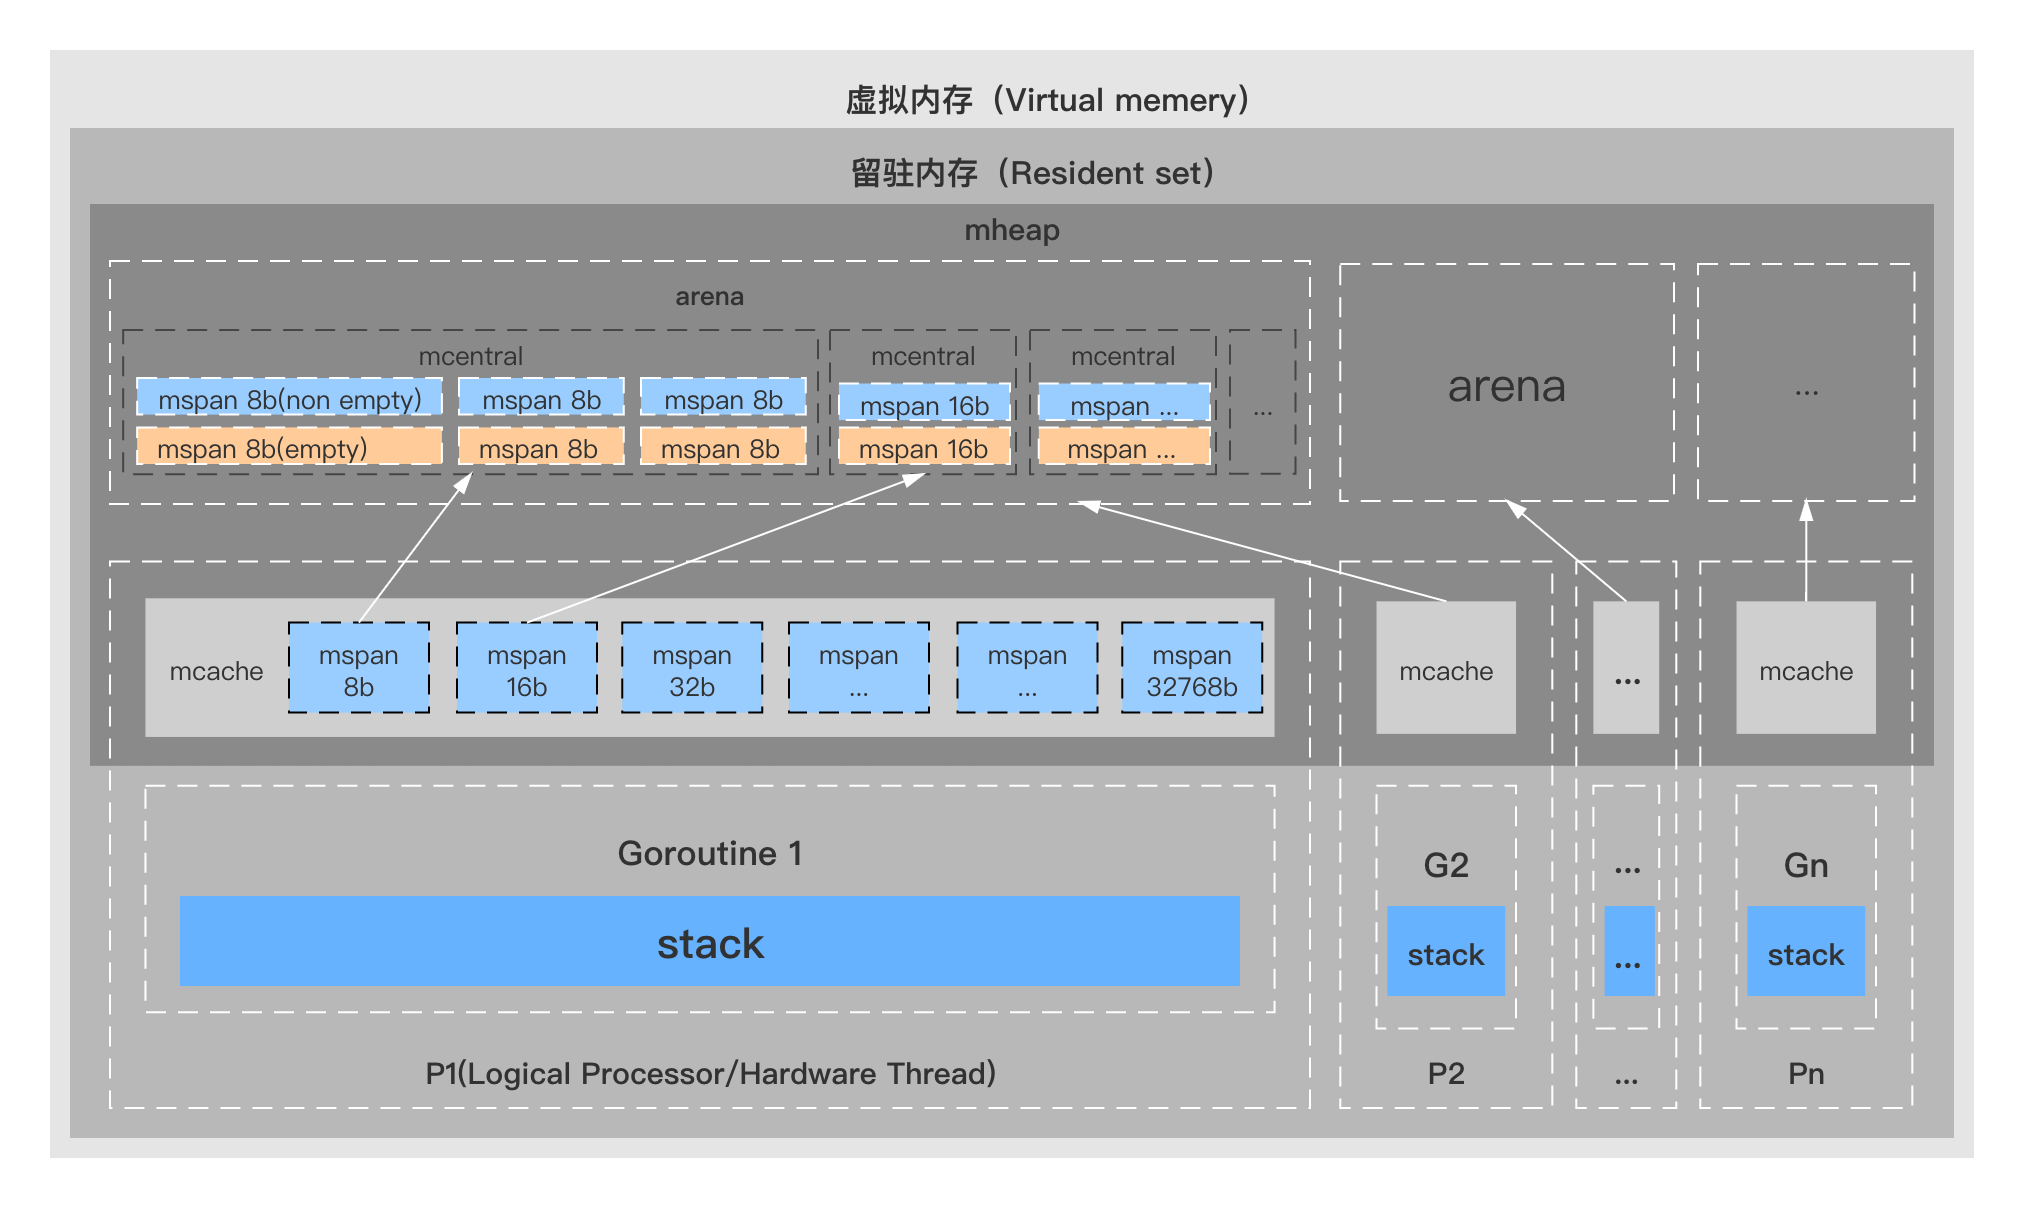 虚拟内存（Virtual memery）
留驻内存（Resident set）
mheap
arena
mcentral
mspan 8b(non empty)
mspan 8b
mspan 8b
mspan 8b(empty)
mspan 8b
mspan 8b
mcentral
mspan 16b
mspan 16b
mcentral
mspan ...
mspan ...
...
arena
...
mcache
mspan
8b
mspan
16b
mspan
32b
mspan
...
mspan
...
mspan
32768b
mcache
...
mcache
Goroutine 1
stack
P1(Logical Processor/Hardware Thread)
G2
stack
P2
...
...
...
Gn
stack
Pn